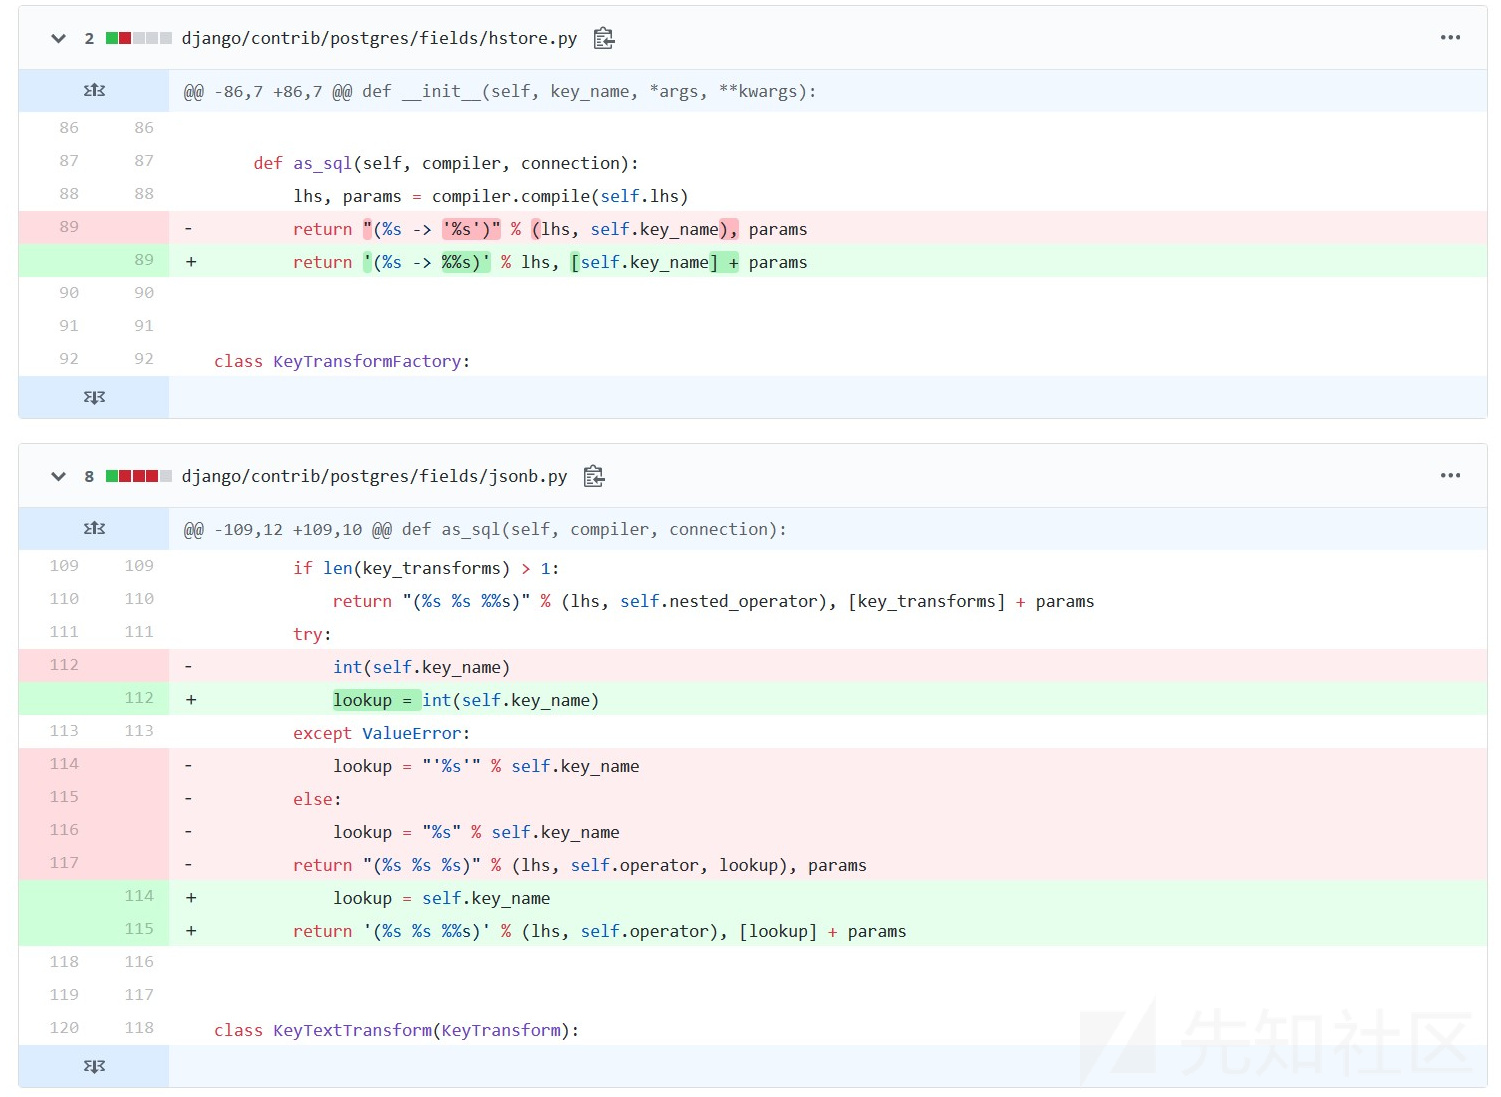 2 django/contrib/postgres/fields/hstore.py
@@ -86,7 +86,7 @@ def __init__(self, key_name, *args, **kwargs):
86 86
87 87 def as_sql(self, compiler, connection):
88 88 lhs, params = compiler.compile(self.lhs)
89 - return "(%s -> '%s')" % (lhs, self.key_name), params
89 + return '(%s -> %%s)' % lhs, [self.key_name] + params
90 90
91 91
92 92 class KeyTransformFactory:
8 django/contrib/postgres/fields/jsonb.py
@@ -109,12 +109,10 @@ def as_sql(self, compiler, connection):
109 109 if len(key_transforms) > 1:
110 110 return "(%s %s %%s)" % (lhs, self.nested_operator), [key_transforms] + params
111 111 try:
112 - int(self.key_name)
112 + lookup = int(self.key_name)
113 113 except ValueError:
114 - lookup = "'%s'" % self.key_name
115 - else:
116 - lookup = "%s" % self.key_name
117 - return "(%s %s %s)" % (lhs, self.operator, lookup), params
114 + lookup = self.key_name
115 + return '(%s %s %%s)' % (lhs, self.operator), [lookup] + params
118 116
119 117
120 118 class KeyTextTransform(KeyTransform):
先知社区